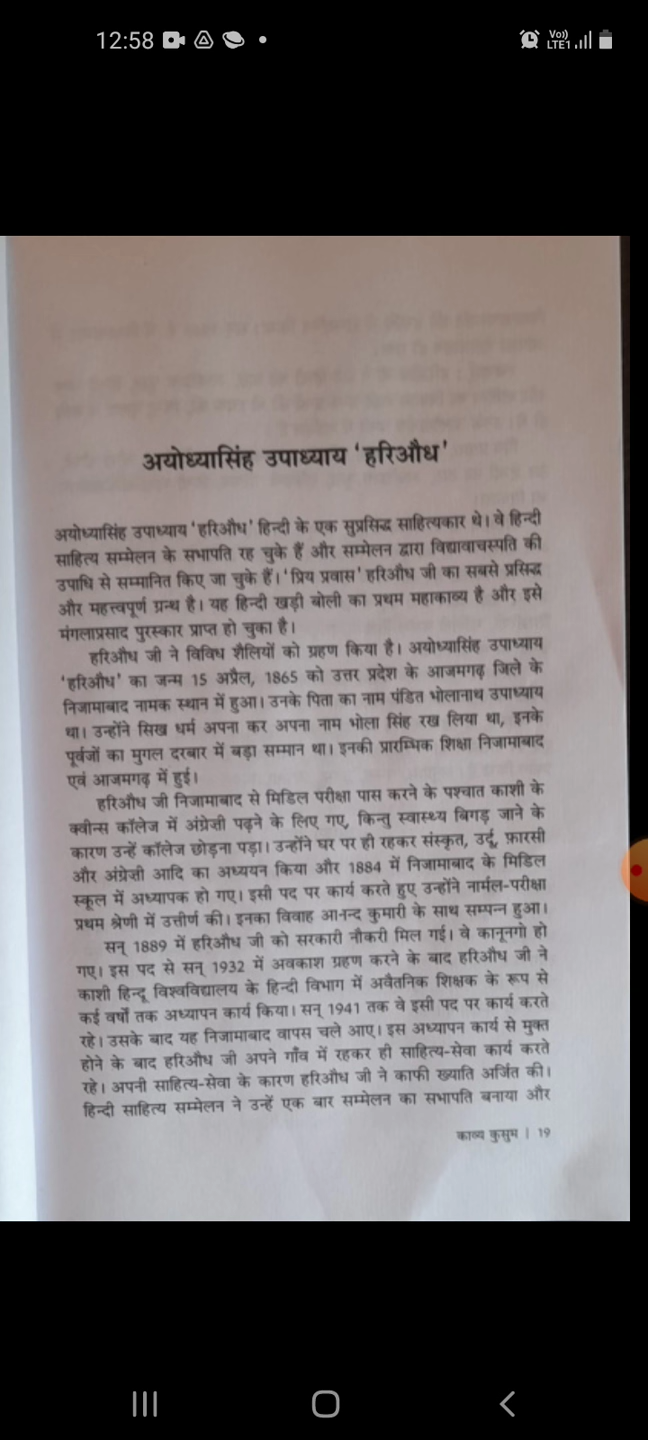 12:58
Vo))
LTE1
अयोध्यासिंह उपाध्याय 'हरिऔध'
अयोध्यासिंह उपाध्याय 'हरिऔध' हिन्दी के एक सुप्रसिद्ध साहित्यकार थे। वे हिन्दी
साहित्य सम्मेलन के सभापति रह चुके हैं और सम्मेलन द्वारा विद्यावाचस्पति की
उपाधि से सम्मानित किए जा चुके हैं। 'प्रिय प्रवास' हरिऔध जी का सबसे प्रसिद्ध
और महत्त्वपूर्ण ग्रन्थ है। यह हिन्दी खड़ी बोली का प्रथम महाकाव्य है और इसे
मंगलाप्रसाद पुरस्कार प्राप्त हो चुका है।
हरिऔध जी ने विविध शैलियों को ग्रहण किया है। अयोध्यासिंह उपाध्याय
'हरिऔध' का जन्म 15 अप्रैल, 1865 को उत्तर प्रदेश के आजमगढ़ जिले के
निजामाबाद नामक स्थान में हुआ। उनके पिता का नाम पंडित भोलानाथ उपाध्याय
था। उन्होंने सिख धर्म अपना कर अपना नाम भोला सिंह रख लिया था, इनके
पूर्वजों का मुगल दरबार में बड़ा सम्मान था। इनकी प्रारम्भिक शिक्षा निजामाबाद
एवं आजमगढ़ में हुई।
हरिऔध जी निजामाबाद से मिडिल परीक्षा पास करने के पश्चात काशी के
क्वीन्स कॉलेज में अंग्रेज़ी पढ़ने के लिए गए, किन्तु स्वास्थ्य बिगड़ जाने के
कारण उन्हें कॉलेज छोड़ना पड़ा। उन्होंने घर पर ही रहकर संस्कृत, उर्दू, फ़ारसी
और अंग्रेज़ी आदि का अध्ययन किया और 1884 में निजामाबाद के मिडिल
स्कूल में अध्यापक हो गए। इसी पद पर कार्य करते हुए उन्होंने नार्मल-परीक्षा
प्रथम श्रेणी में उत्तीर्ण की। इनका विवाह आनन्द कुमारी के साथ सम्पन्न हुआ।
सन् 1889 में हरिऔध जी को सरकारी नौकरी मिल गई। वे कानूनगो हो
गए। इस पद से सन् 1932 में अवकाश ग्रहण करने के बाद हरिऔध जी ने
काशी हिन्दू विश्वविद्यालय के हिन्दी विभाग में अवैतनिक शिक्षक के रूप से
कई वर्षों तक अध्यापन कार्य किया। सन् 1941 तक वे इसी पद पर कार्य करते
रहे। उसके बाद यह निजामाबाद वापस चले आए। इस अध्यापन कार्य से मुक्त
होने के बाद हरिऔध जी अपने गाँव में रहकर ही साहित्य-सेवा कार्य करते
रहे। अपनी साहित्य-सेवा के कारण हरिऔध जी ने काफी ख्याति अर्जित की।
हिन्दी साहित्य सम्मेलन ने उन्हें एक बार सम्मेलन का सभापति बनाया और
काव्य कुसुम | 19